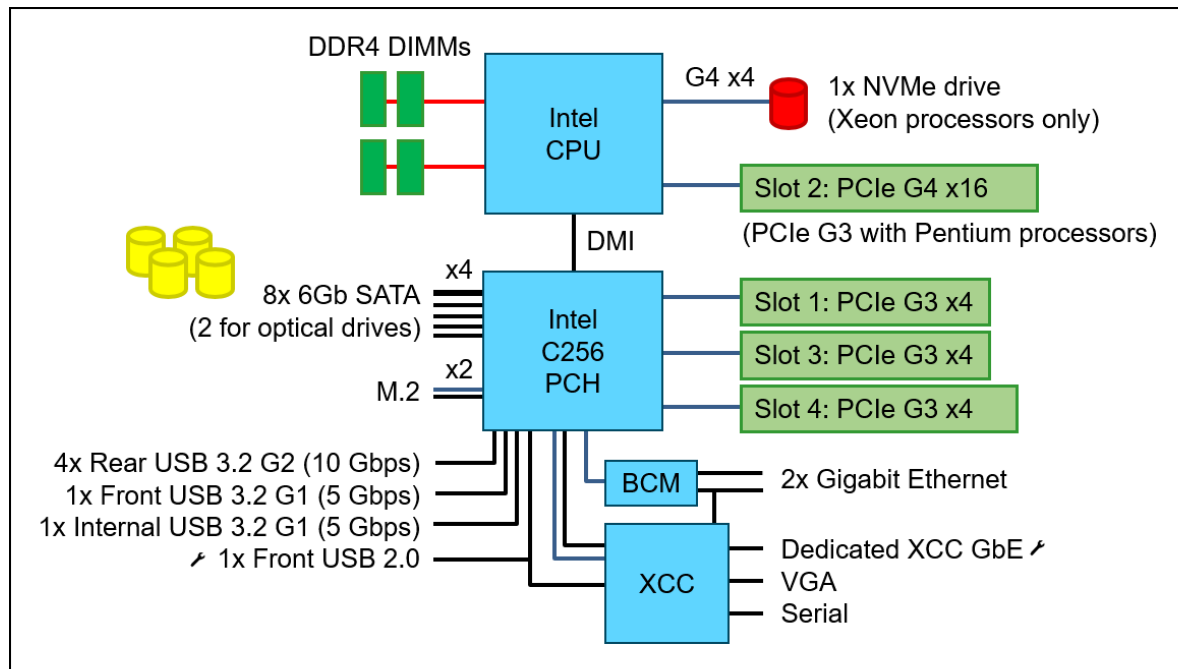 DDR4 DIMMs
G4 x4
1x NVMe drive
(Xeon processors only)
Intel
CPU
Slot 2: PCIe G4 x16
(PCIe G3 with Pentium processors)
DMI
x4
8x 6Gb SATA
(2 for optical drives)
Intel
C256
PCH
Slot 1: PCIe G3 x4
Slot 3: PCIe G3 x4
Slot 4: PCIe G3 x4
x2
M.2
4x Rear USB 3.2 G2 (10 Gbps)
1x Front USB 3.2 G1 (5 Gbps)
1x Internal USB 3.2 G1 (5 Gbps)
1x Front USB 2.0
BCM
2x Gigabit Ethernet
XCC
Dedicated XCC GbE
VGA
Serial